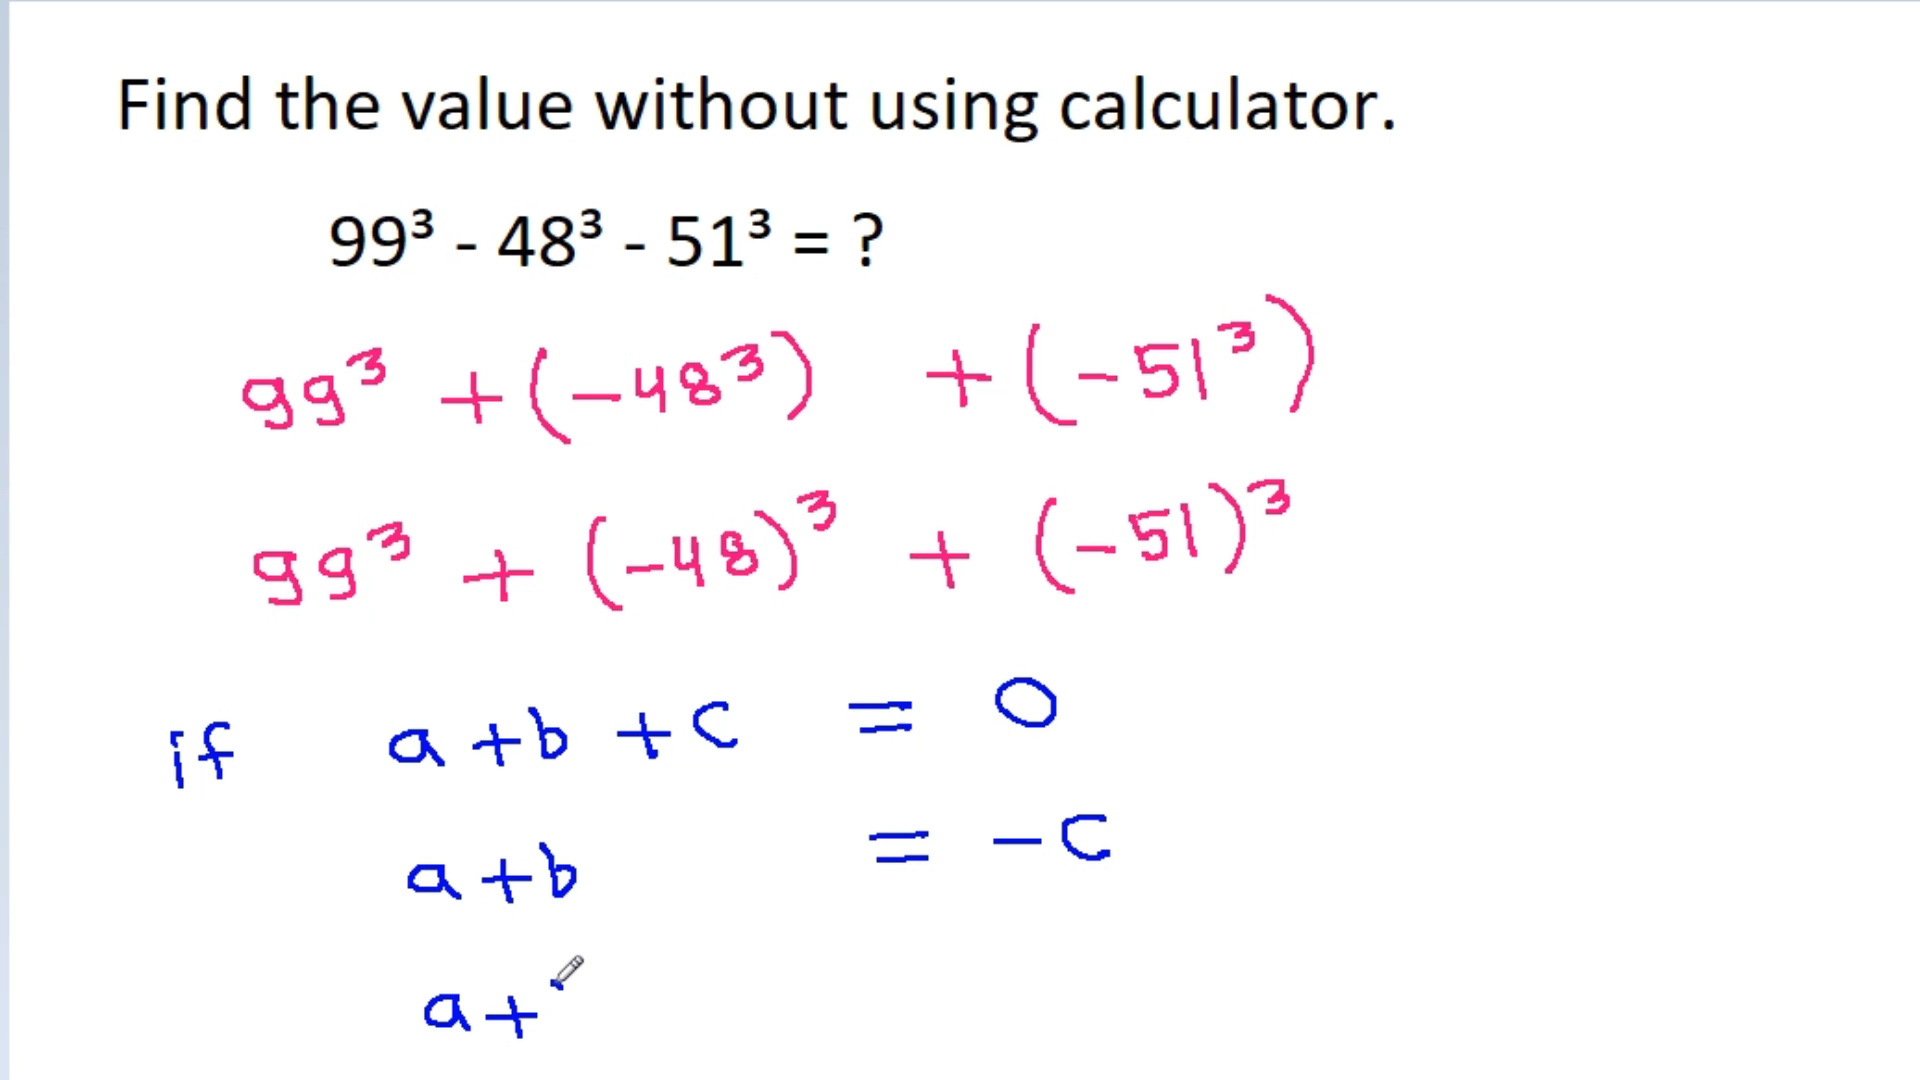 Find the value without using calculator.
99³ - 48³ - 51³ = ?
99³ + (-48³) + (-51³)
99³ + (-48)³ + (-51)³
if a + b + c = 0
a + b = - c
a +